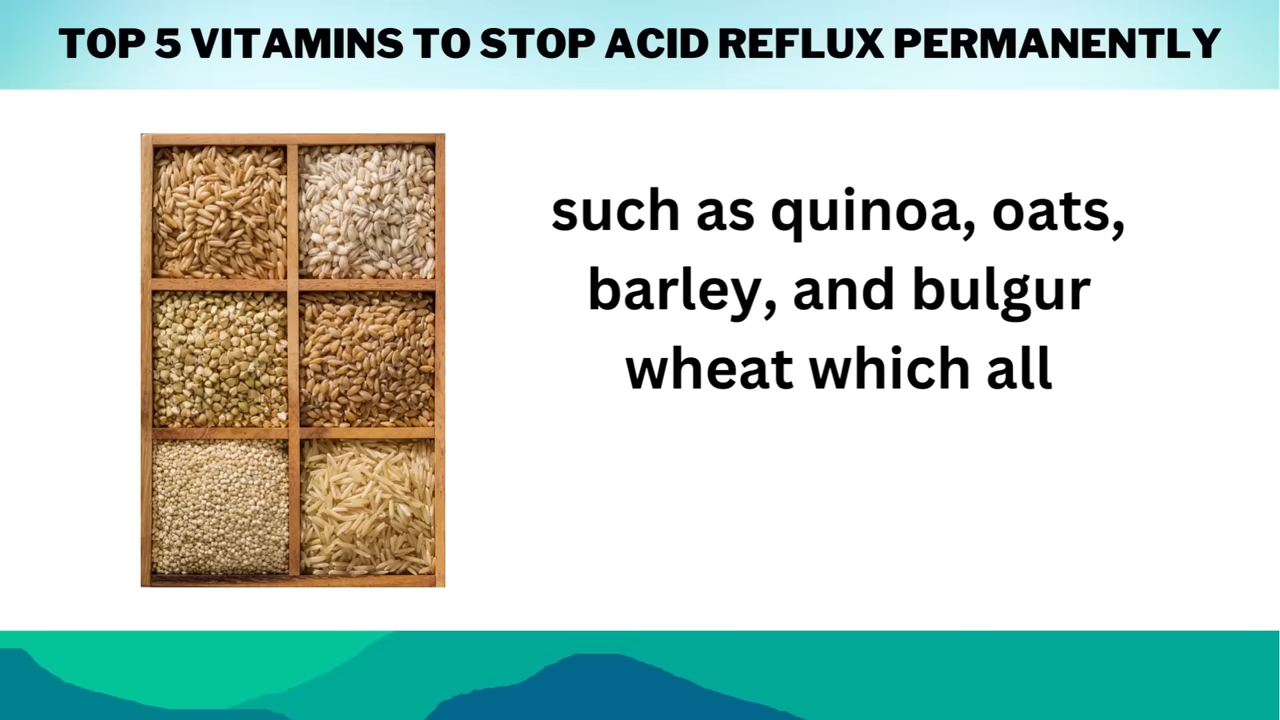 TOP 5 VITAMINS TO STOP ACID REFLUX PERMANENTLY
such as quinoa, oats,
barley, and bulgur
wheat which all